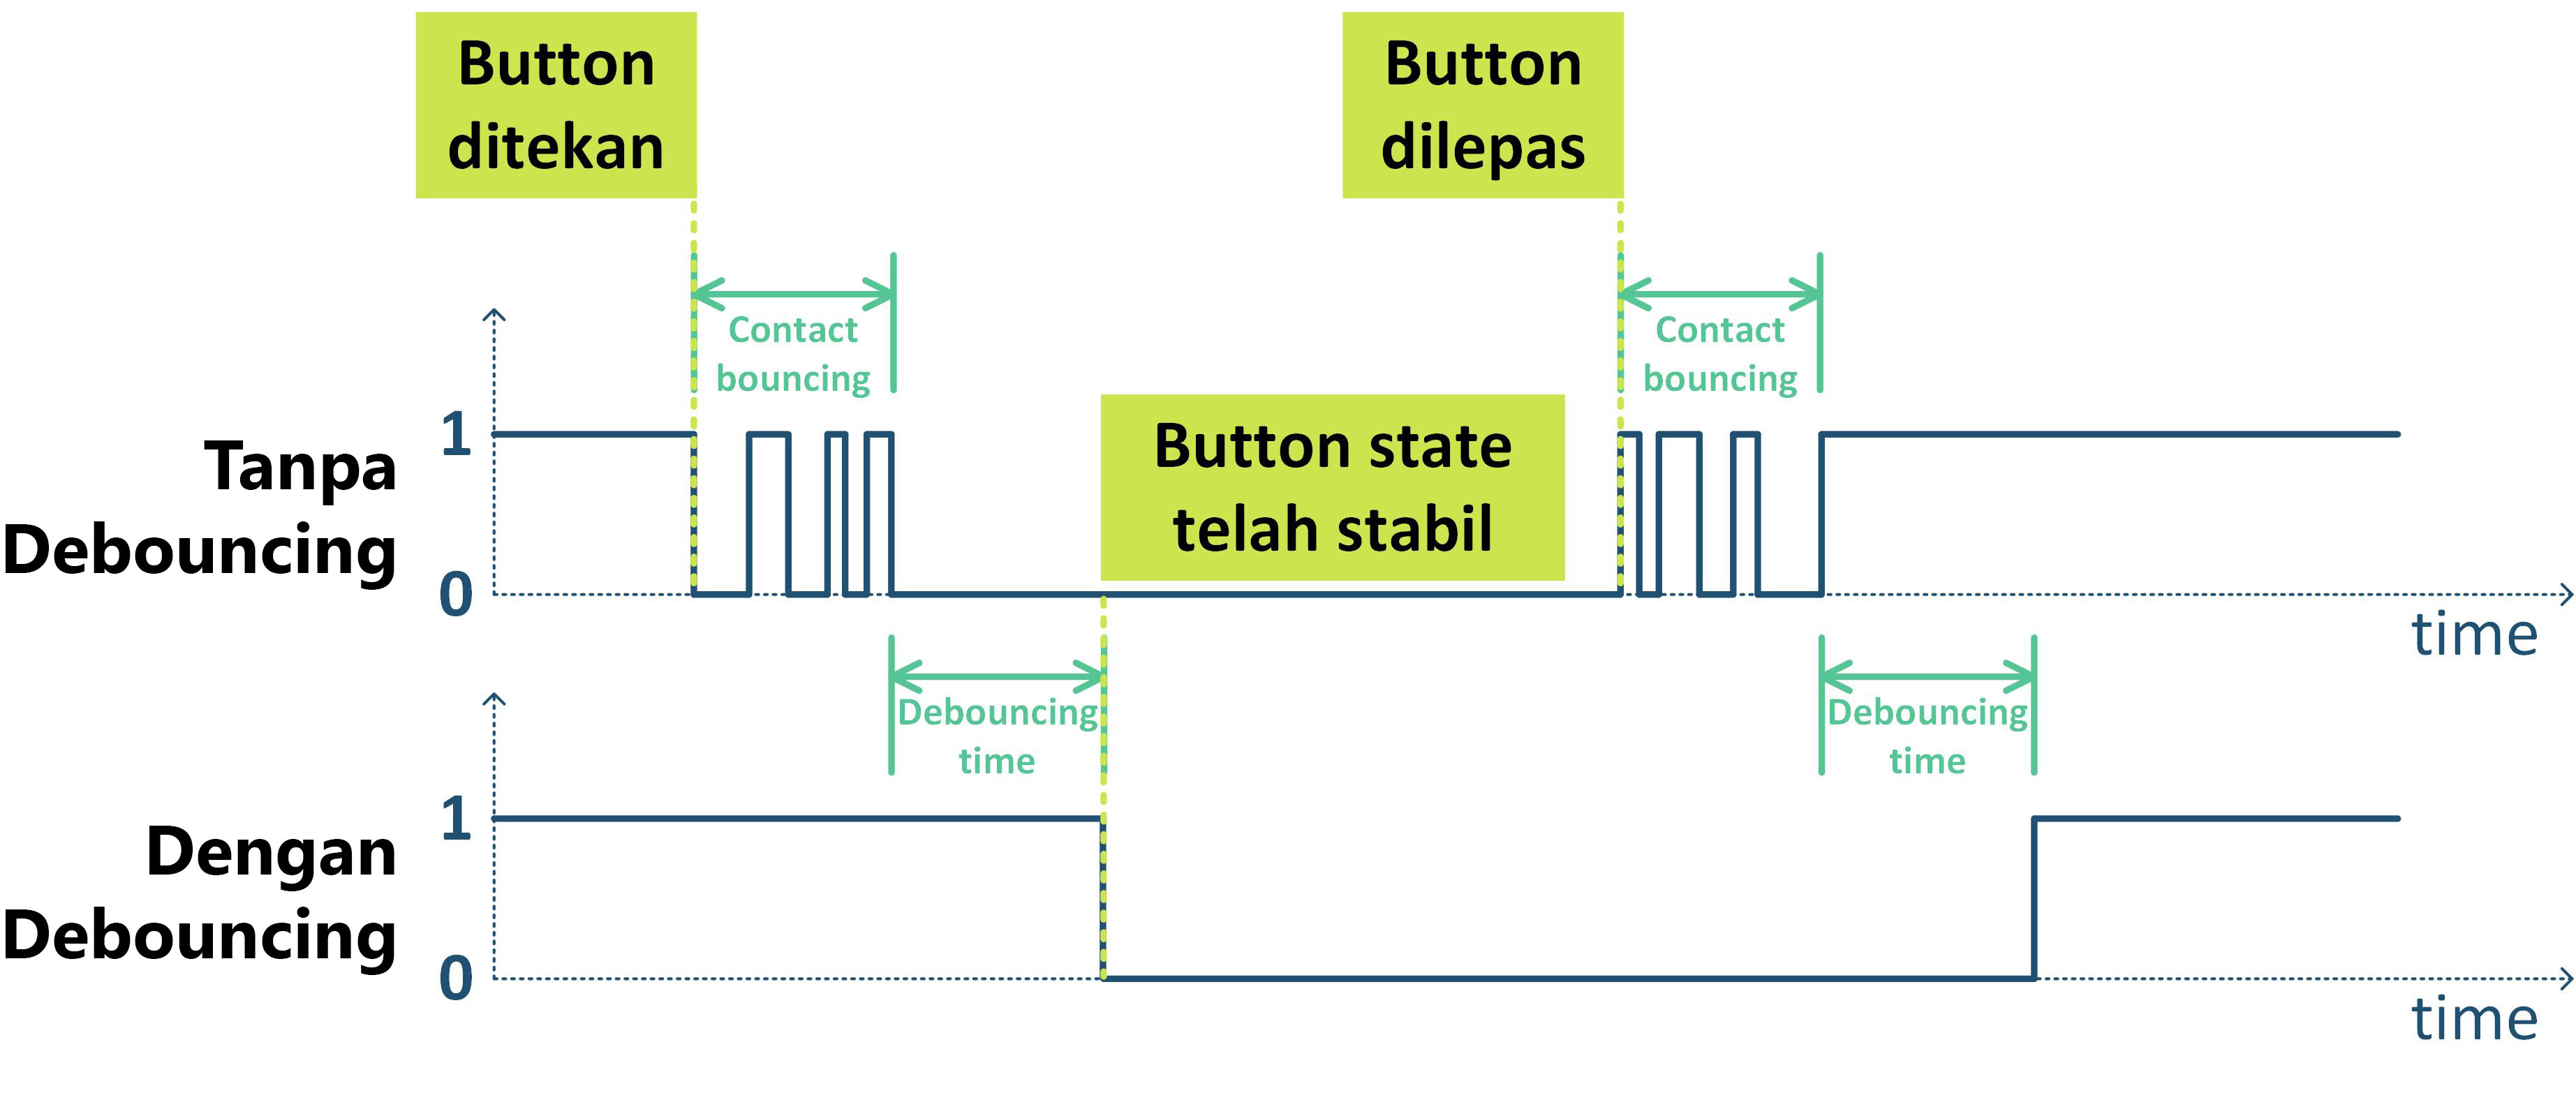 Button
ditekan
Button
dilepas
Contact
bouncing
Contact
bouncing
Tanpa
Debouncing
1
0
Button state
telah stabil
time
Debouncing
time
Debouncing
time
Dengan
Debouncing
1
0
time